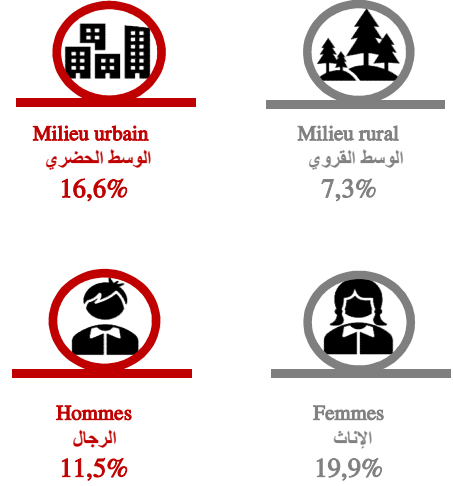 Milieu urbain
الوسط الحضري
16,6%
Milieu rural
الوسط القروي
7,3%
Hommes
الرجال
11,5%
Femmes
الإناث
19,9%